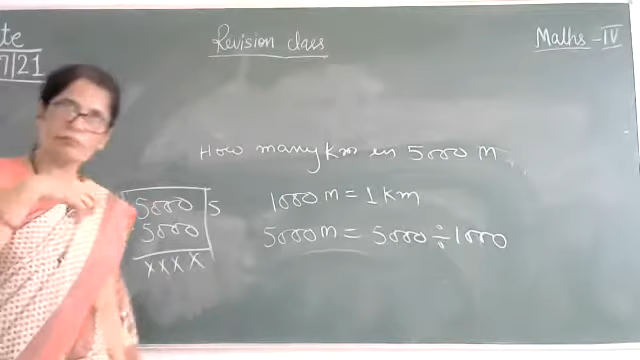 te
7/21
Revision class
Maths - IV
How many km in 5000 m
1000 m = 1 km
5000 5
5000
xxxx
5000m = 5000 ÷ 1000